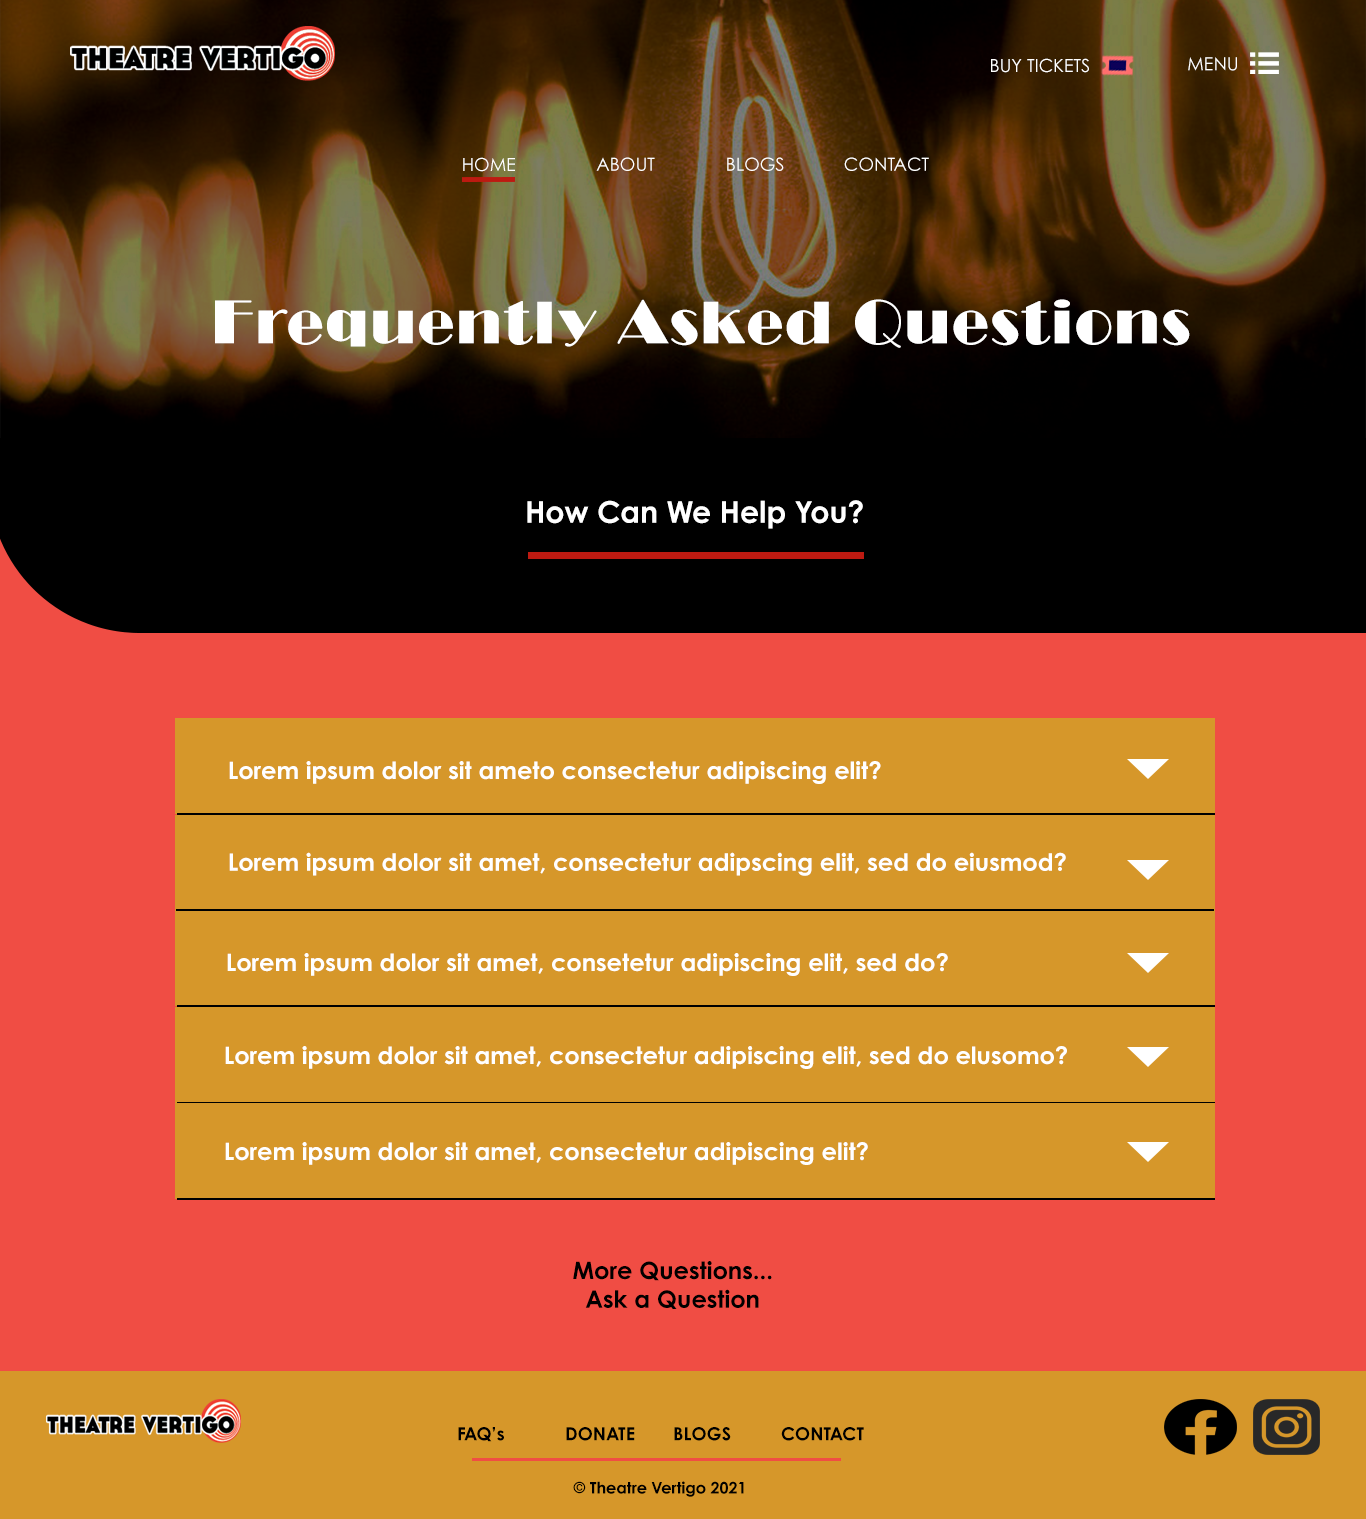 THEATRE VERTIGO
BUY TICKETS
MENU
HOME
ABOUT
BLOGS
CONTACT
Frequently Asked Questions
How Can We Help You?
Lorem ipsum dolor sit ameto consectetur adipiscing elit?
Lorem ipsum dolor sit amet, consectetur adipscing elit, sed do eiusmod?
Lorem ipsum dolor sit amet, consetetur adipiscing elit, sed do?
Lorem ipsum dolor sit amet, consectetur adipiscing elit, sed do elusomo?
Lorem ipsum dolor sit amet, consectetur adipiscing elit?
More Questions...
Ask a Question
THEATRE VERTIGO
FAQ's
DONATE
BLOGS
CONTACT
© Theatre Vertigo 2021